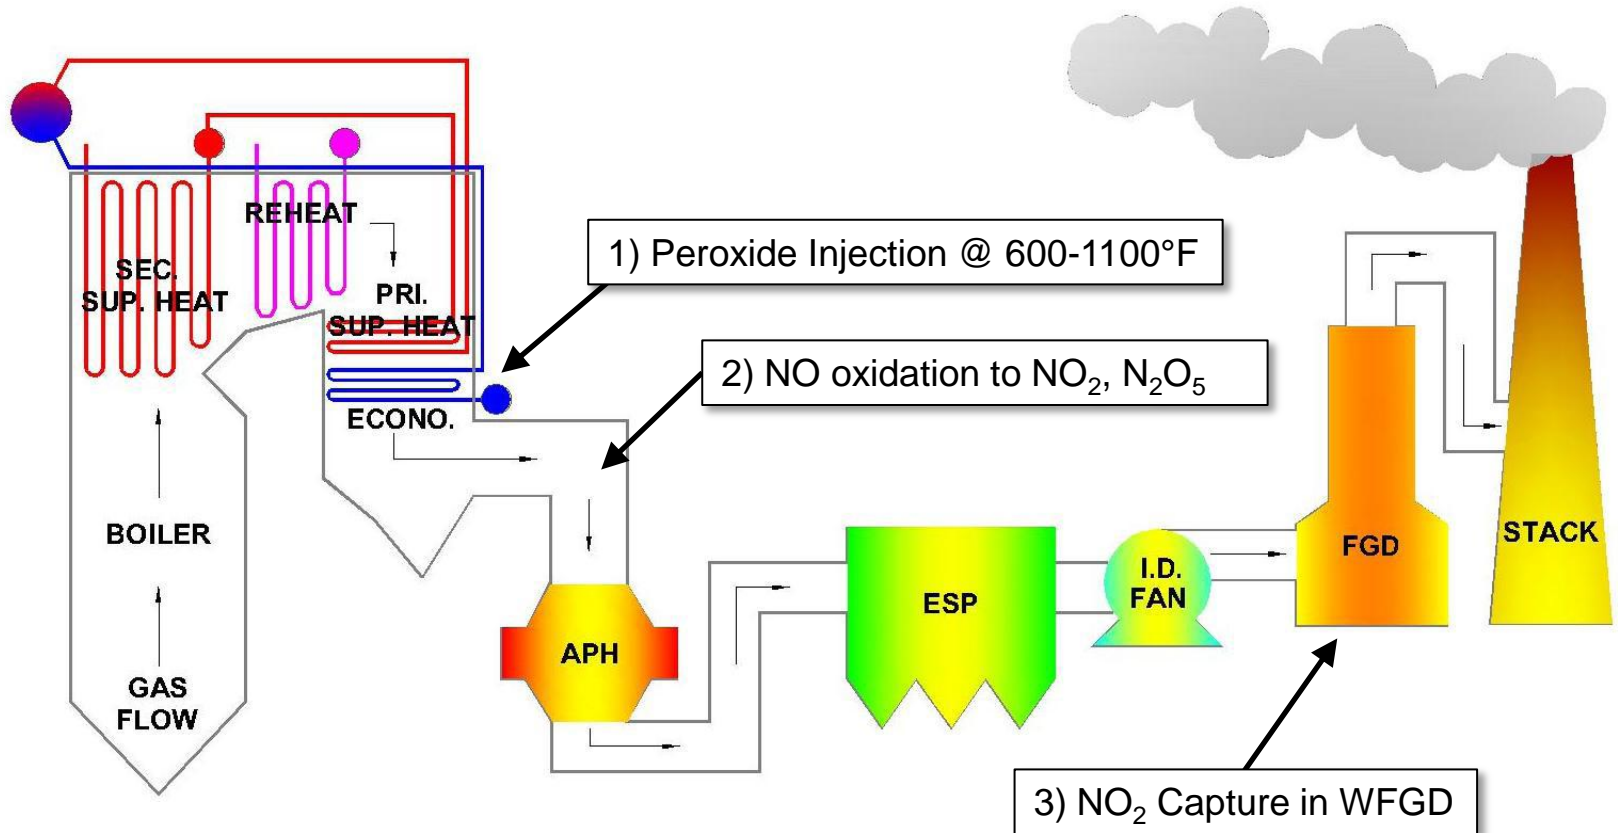 REHEAT
SEC.
SUP. HEAT
PRI.
SUP. HEAT
ECONO.
1) Peroxide Injection @ 600-1100°F
2) NO oxidation to NO₂, N₂O₅
BOILER
GAS
FLOW
APH
ESP
I.D.
FAN
FGD
STACK
3) NO₂ Capture in WFGD